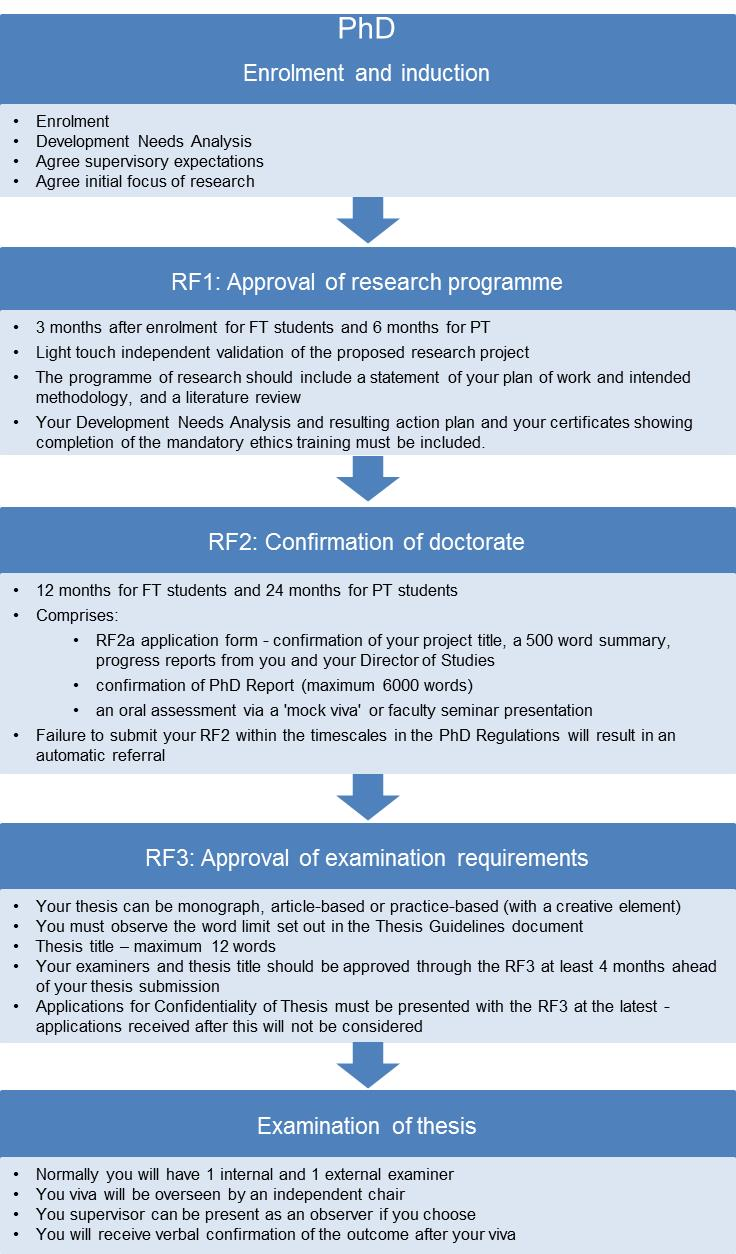 PhD
Enrolment and induction
• Enrolment
• Development Needs Analysis
• Agree supervisory expectations
• Agree initial focus of research
RF1: Approval of research programme
• 3 months after enrolment for FT students and 6 months for PT
• Light touch independent validation of the proposed research project
• The programme of research should include a statement of your plan of work and intended
methodology, and a literature review
• Your Development Needs Analysis and resulting action plan and your certificates showing
completion of the mandatory ethics training must be included.
RF2: Confirmation of doctorate
• 12 months for FT students and 24 months for PT students
• Comprises:
• RF2a application form - confirmation of your project title, a 500 word summary,
progress reports from you and your Director of Studies
• confirmation of PhD Report (maximum 6000 words)
• an oral assessment via a 'mock viva' or faculty seminar presentation
• Failure to submit your RF2 within the timescales in the PhD Regulations will result in an
automatic referral
RF3: Approval of examination requirements
• Your thesis can be monograph, article-based or practice-based (with a creative element)
• You must observe the word limit set out in the Thesis Guidelines document
• Thesis title – maximum 12 words
• Your examiners and thesis title should be approved through the RF3 at least 4 months ahead
of your thesis submission
• Applications for Confidentiality of Thesis must be presented with the RF3 at the latest -
applications received after this will not be considered
Examination of thesis
• Normally you will have 1 internal and 1 external examiner
• You viva will be overseen by an independent chair
• You supervisor can be present as an observer if you choose
• You will receive verbal confirmation of the outcome after your viva